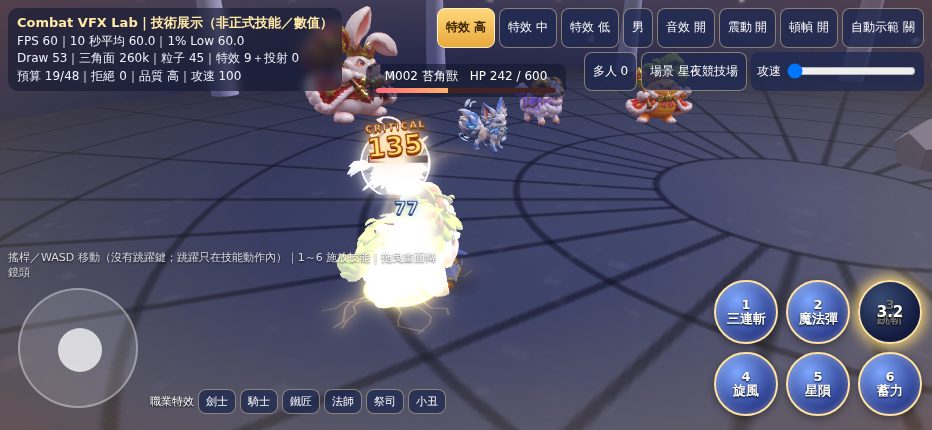 Combat VFX Lab｜技術展示（非正式技能／數值）
FPS 60｜10 秒平均 60.0｜1% Low 60.0
Draw 53｜三角面 260k｜粒子 45｜特效 9＋投射 0
預算 19/48｜拒絕 0｜品質 高｜攻速 100
特效 高
特效 中
特效 低
男
音效 開
震動 開
頓幀 開
自動示範 關
M002 苔角獸 HP 242 / 600
多人 0
場景 星夜競技場
攻速
CRITICAL
135
77
搖桿／WASD 移動（沒有跳躍鍵；跳躍只在技能動作內）｜1～6 施放技能｜拖曳畫面轉
鏡頭
1
三連斬
2
魔法彈
3.2
4
旋風
5
星隕
6
蓄力
職業特效
劍士
騎士
鐵匠
法師
祭司
小丑